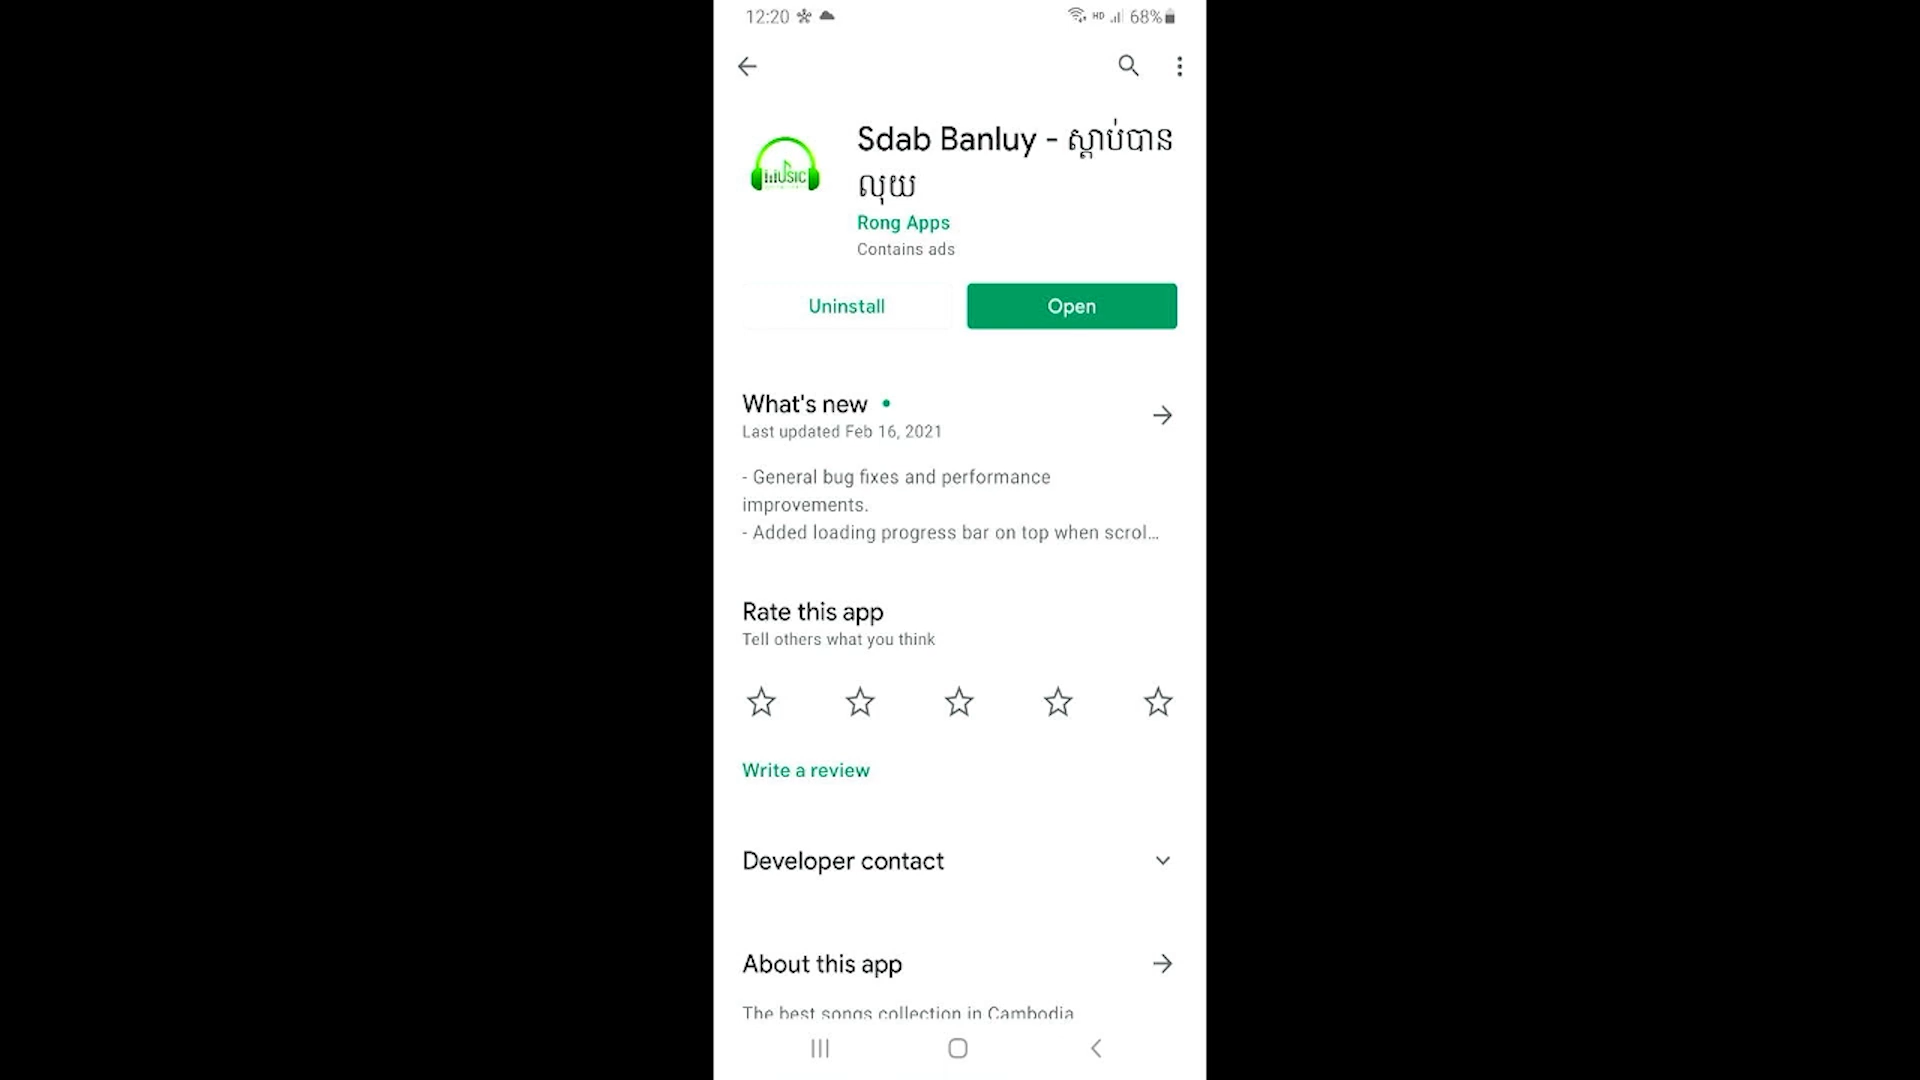 12:20
HD 68%
Sdab Banluy - ស្តាប់បាន
លុយ
MUSIC
Rong Apps
Contains ads
Uninstall
Open
What's new
Last updated Feb 16, 2021
- General bug fixes and performance
improvements.
- Added loading progress bar on top when scrol...
Rate this app
Tell others what you think
Write a review
Developer contact
About this app
The best songs collection in Cambodia